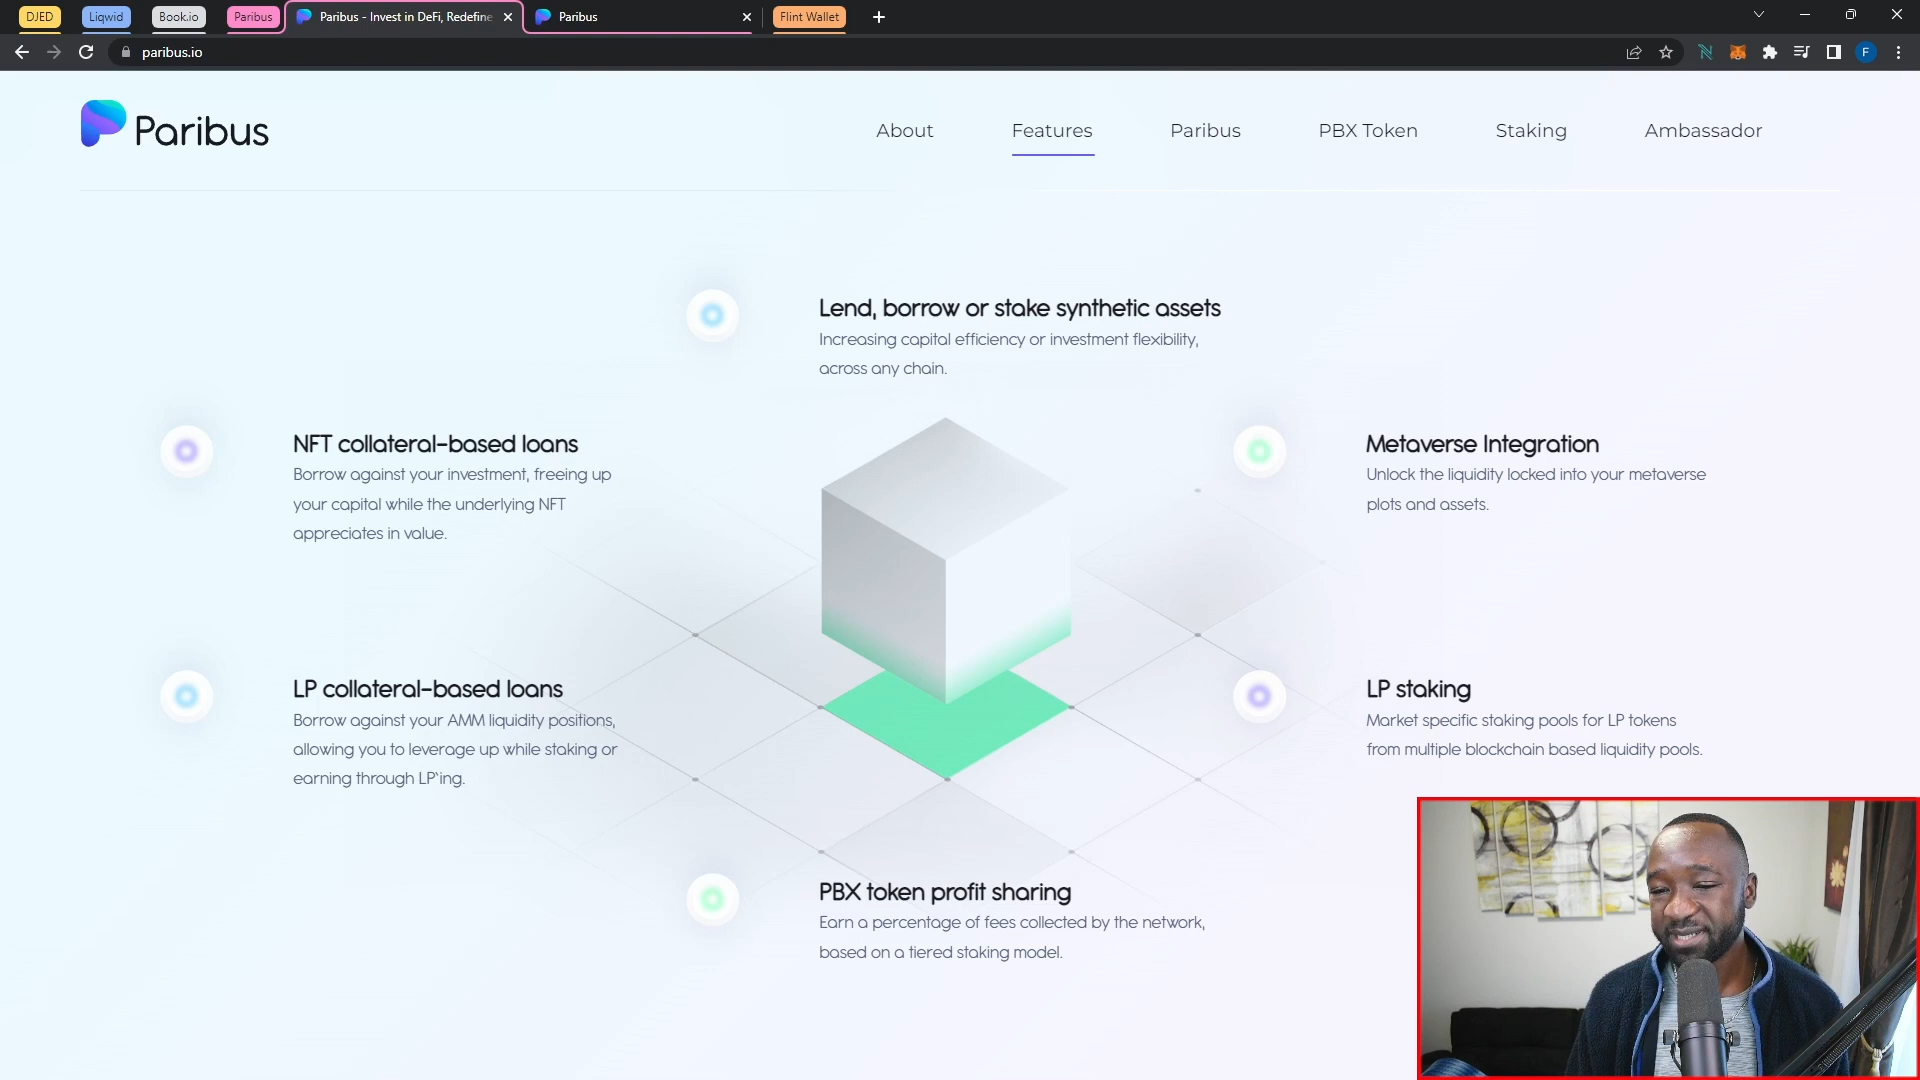 DJED
Liqwid
Book.io
Paribus
Paribus - Invest in DeFi, Redefine
Paribus
Flint Wallet
paribus.io
F
Paribus
About
Features
Paribus
PBX Token
Staking
Ambassador
Lend, borrow or stake synthetic assets
Increasing capital efficiency or investment flexibility,
across any chain.
NFT collateral-based loans
Borrow against your investment, freeing up
your capital while the underlying NFT
appreciates in value.
Metaverse Integration
Unlock the liquidity locked into your metaverse
plots and assets.
LP collateral-based loans
Borrow against your AMM liquidity positions,
allowing you to leverage up while staking or
earning through LP`ing.
LP staking
Market specific staking pools for LP tokens
from multiple blockchain based liquidity pools.
PBX token profit sharing
Earn a percentage of fees collected by the network,
based on a tiered staking model.